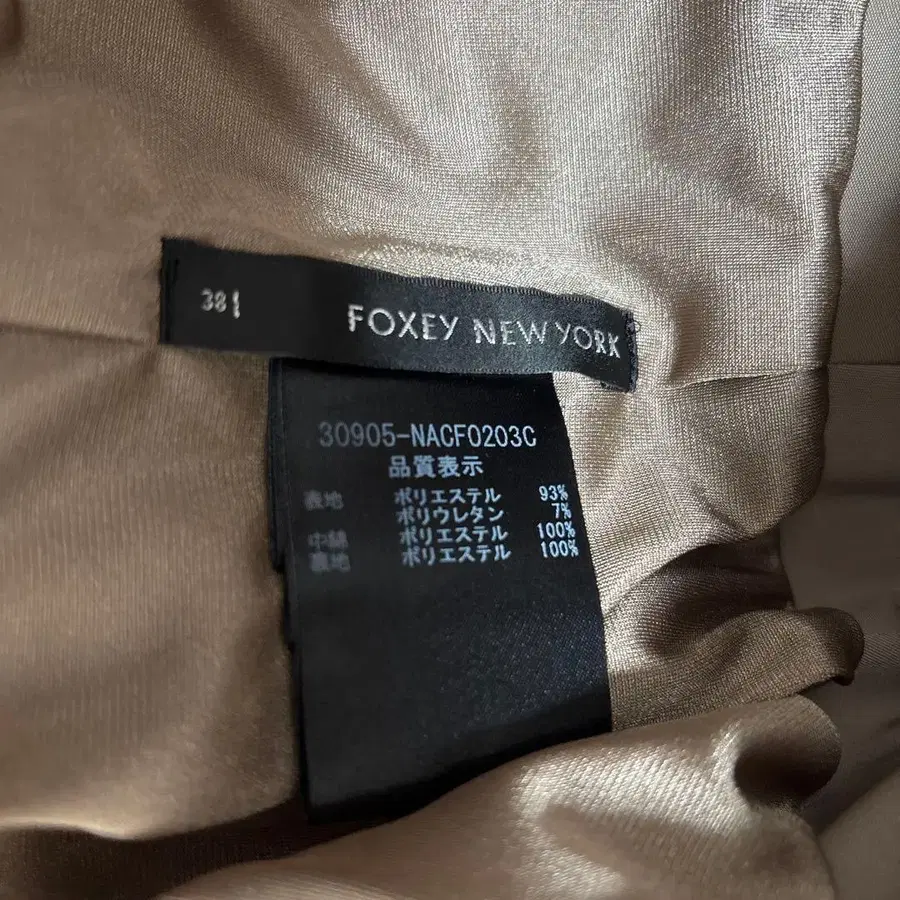 38
FOXEY NEW YORK
30905-NACF0203C
品質表示
表地 ポリエステル 93%
ポリウレタン 7%
中綿 ポリエステル 100%
裏地 ポリエステル 100%